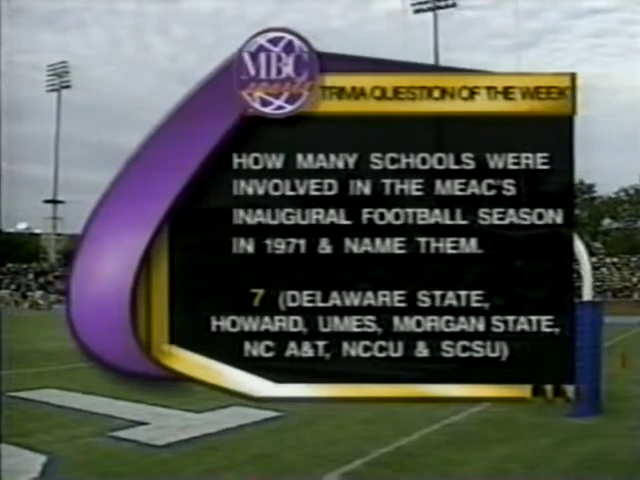 MBC
Sports
TRIVIA QUESTION OF THE WEEK
HOW MANY SCHOOLS WERE
INVOLVED IN THE MEAC'S
INAUGURAL FOOTBALL SEASON
IN 1971 & NAME THEM.
7 (DELAWARE STATE,
HOWARD, UMES, MORGAN STATE,
NC A&T, NCCU & SCSU)